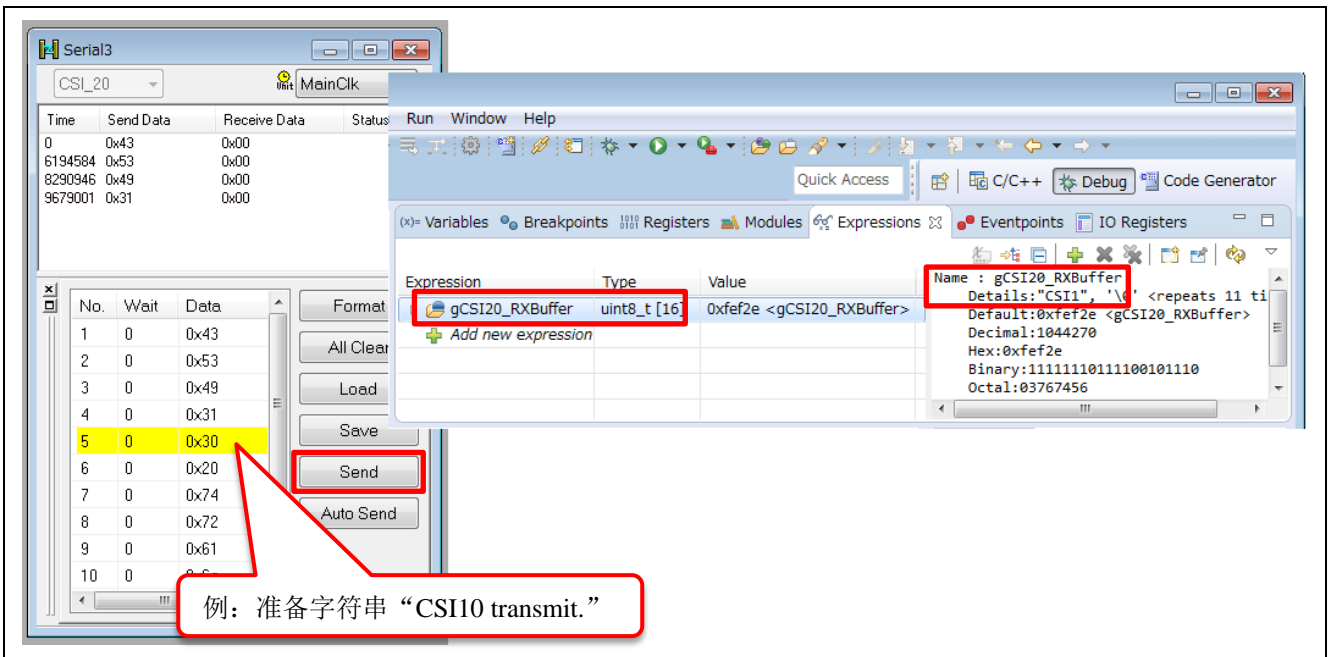 Serial3
CSI_20
Unit
MainClk
Time Send Data Receive Data Status
0 0x43 0x00
6194584 0x53 0x00
8290946 0x49 0x00
9679001 0x31 0x00
No. Wait Data
1 0 0x43
2 0 0x53
3 0 0x49
4 0 0x31
5 0 0x30
6 0 0x20
7 0 0x74
8 0 0x72
9 0 0x61
10 0
Format
All Clear
Load
Save
Send
Auto Send
例：准备字符串“CSI10 transmit.”
Run Window Help
Quick Access
C/C++
Debug
Code Generator
(x)= Variables
Breakpoints
Registers
Modules
Expressions
Eventpoints
IO Registers
Expression Type Value
gCSI20_RXBuffer uint8_t [16] 0xfef2e <gCSI20_RXBuffer>
Add new expression
Name : gCSI20_RXBuffer
Details:"CSI1", '\0' <repeats 11 ti
Default:0xfef2e <gCSI20_RXBuffer>
Decimal:1044270
Hex:0xfef2e
Binary:11111110111100101110
Octal:03767456